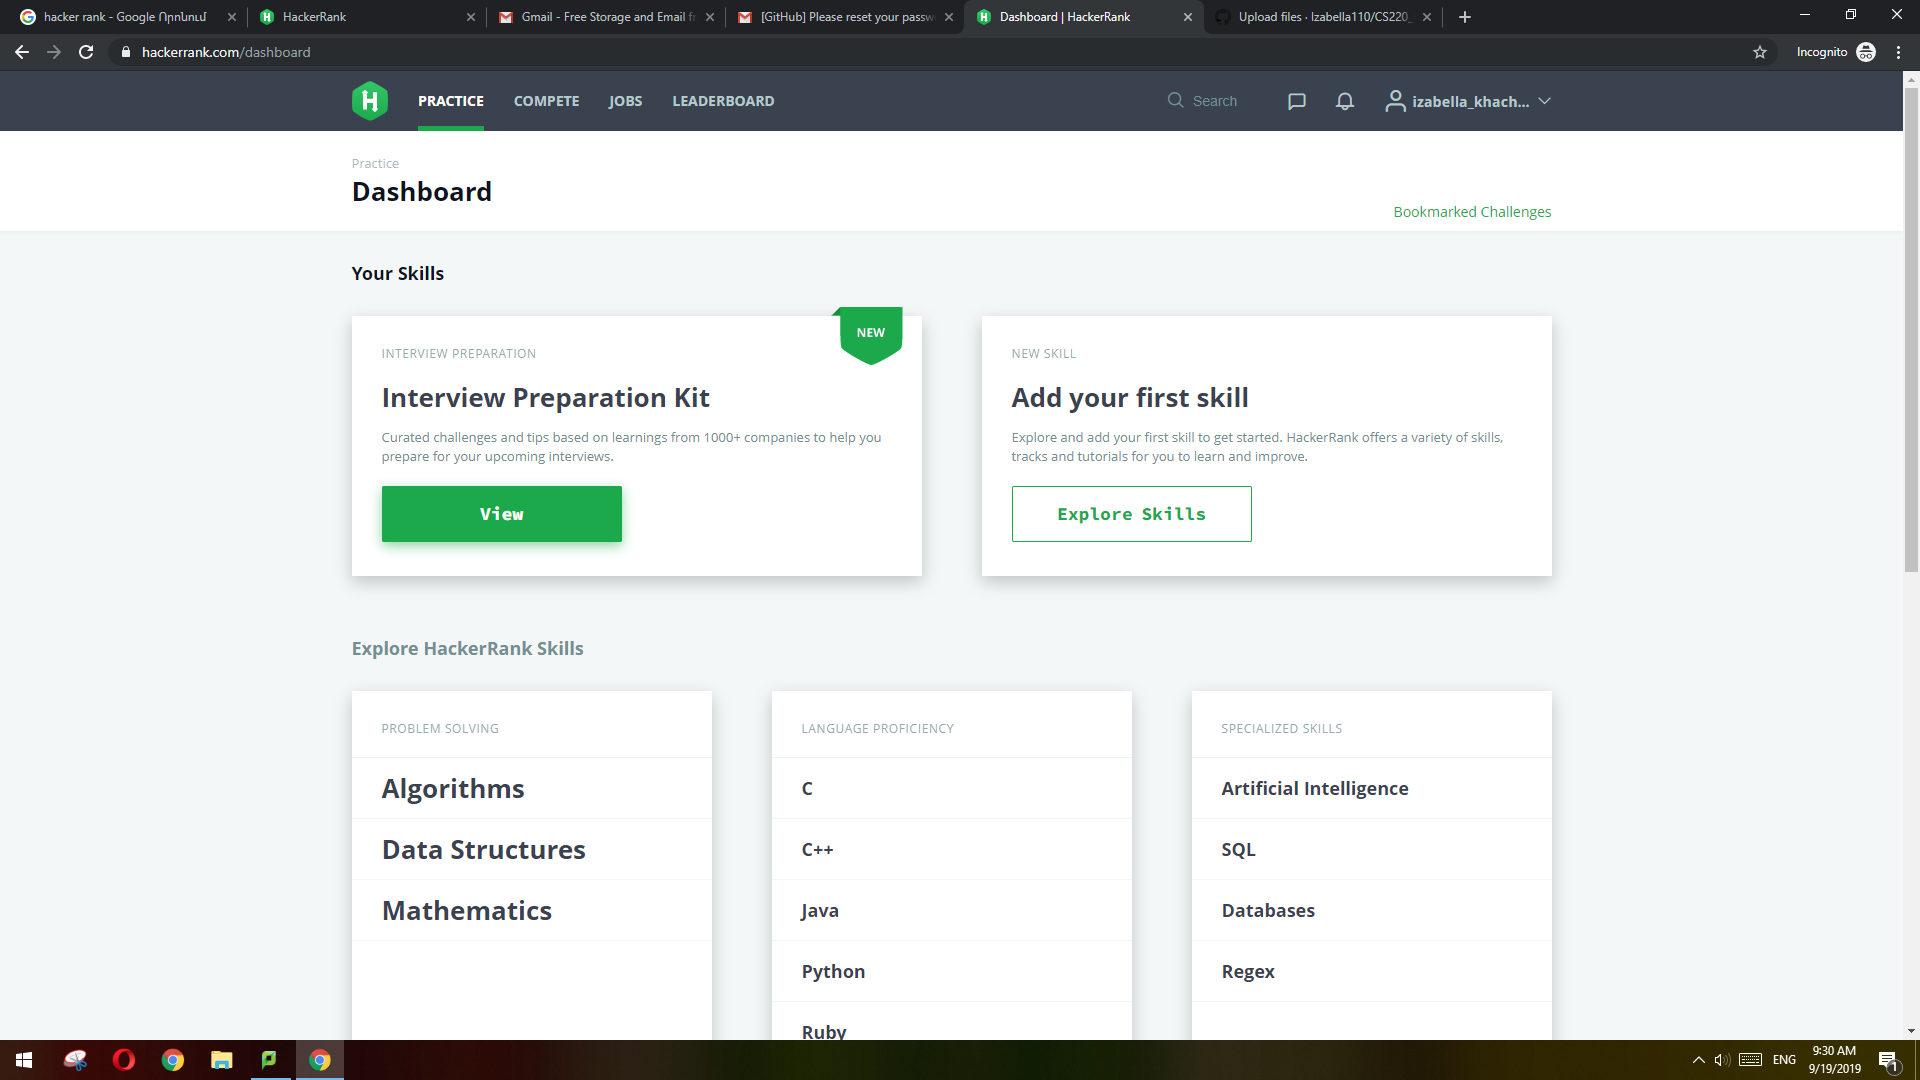 hacker rank - Google Որոնում
HackerRank
Gmail - Free Storage and Email f
[GitHub] Please reset your passw
Dashboard | HackerRank
Upload files · Izabella110/CS220_
hackerrank.com/dashboard
Incognito
H
PRACTICE
COMPETE
JOBS
LEADERBOARD
Search
izabella_khach...
Practice
Dashboard
Bookmarked Challenges
Your Skills
NEW
INTERVIEW PREPARATION
Interview Preparation Kit
Curated challenges and tips based on learnings from 1000+ companies to help you
prepare for your upcoming interviews.
View
NEW SKILL
Add your first skill
Explore and add your first skill to get started. HackerRank offers a variety of skills,
tracks and tutorials for you to learn and improve.
Explore Skills
Explore HackerRank Skills
PROBLEM SOLVING
Algorithms
Data Structures
Mathematics
LANGUAGE PROFICIENCY
C
C++
Java
Python
Ruby
SPECIALIZED SKILLS
Artificial Intelligence
SQL
Databases
Regex
ENG
9:30 AM
9/19/2019
1